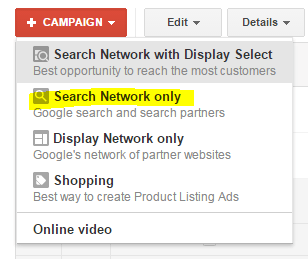 + CAMPAIGN
Edit
Details
Search Network with Display Select
Best opportunity to reach the most customers
Search Network only
Google search and search partners
Display Network only
Google's network of partner websites
Shopping
Best way to create Product Listing Ads
Online video